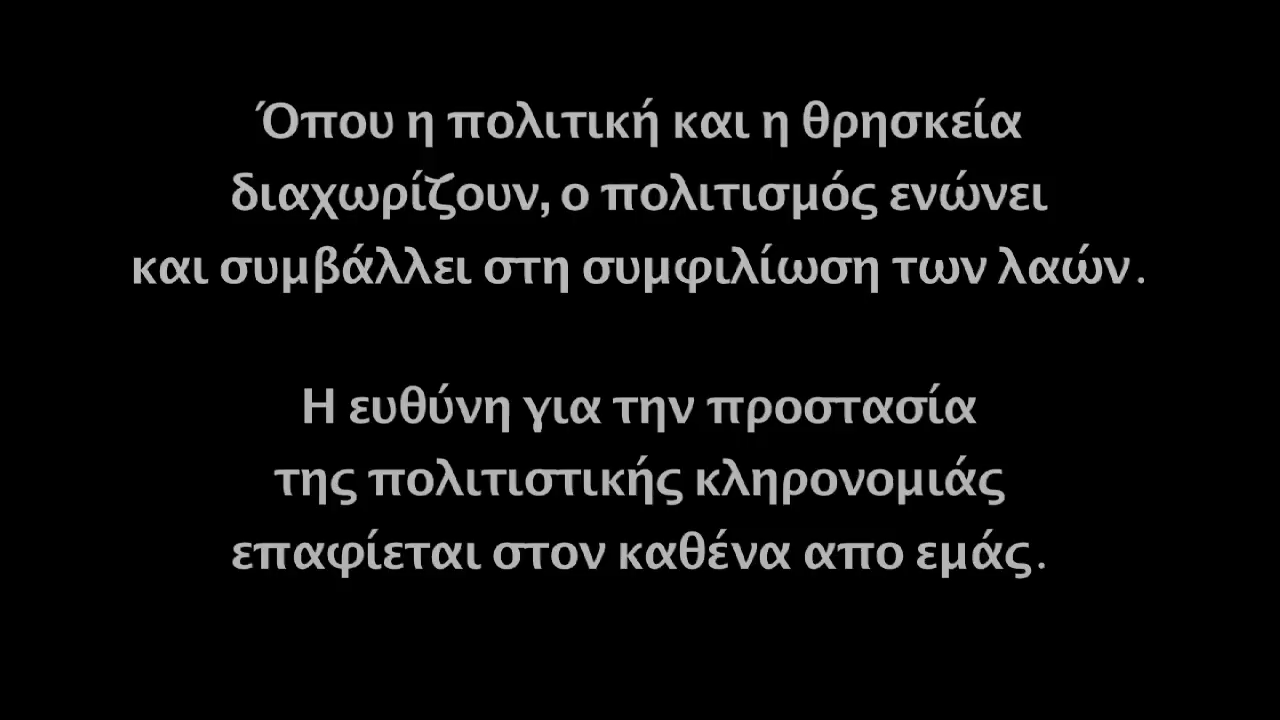 Όπου η πολιτική και η θρησκεία
διαχωρίζουν, ο πολιτισμός ενώνει
και συμβάλλει στη συμφιλίωση των λαών.
Η ευθύνη για την προστασία
της πολιτιστικής κληρονομιάς
επαφίεται στον καθένα απο εμάς.